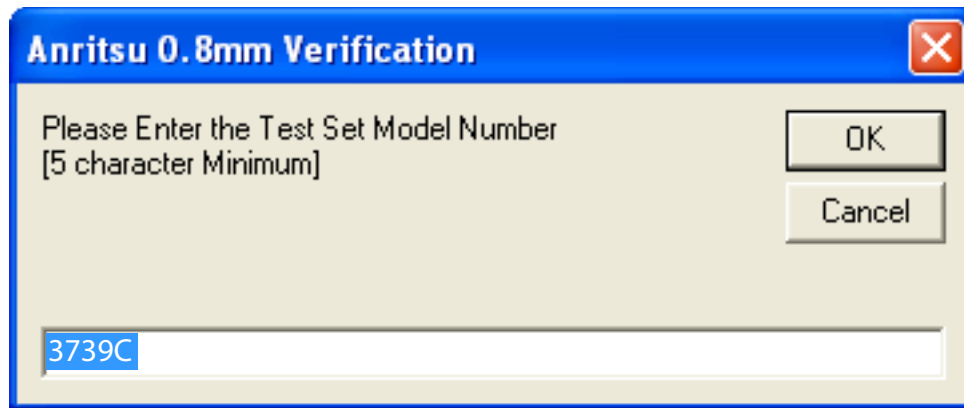 Anritsu 0.8mm Verification
Please Enter the Test Set Model Number
[5 character Minimum]
OK
Cancel
3739C